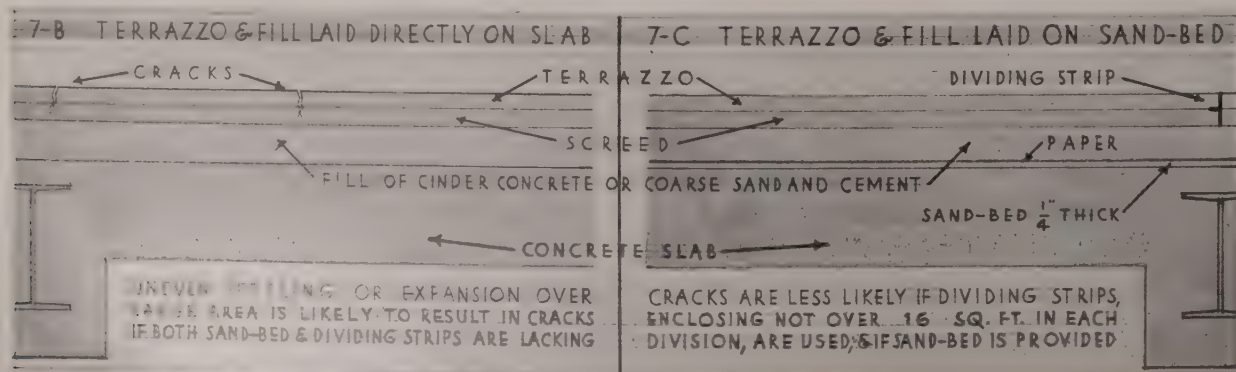 7-B TERRAZZO & FILL LAID DIRECTLY ON SLAB
CRACKS
TERRAZZO
SCREED
FILL OF CINDER CONCRETE OR COARSE SAND AND CEMENT
CONCRETE SLAB
UNEVEN SETTLING OR EXPANSION OVER
LARGE AREA IS LIKELY TO RESULT IN CRACKS
IF BOTH SAND-BED & DIVIDING STRIPS ARE LACKING
7-C TERRAZZO & FILL LAID ON SAND-BED
DIVIDING STRIP
PAPER
SAND-BED 1/4" THICK
CRACKS ARE LESS LIKELY IF DIVIDING STRIPS,
ENCLOSING NOT OVER 16 SQ. FT. IN EACH
DIVISION, ARE USED, & IF SAND-BED IS PROVIDED